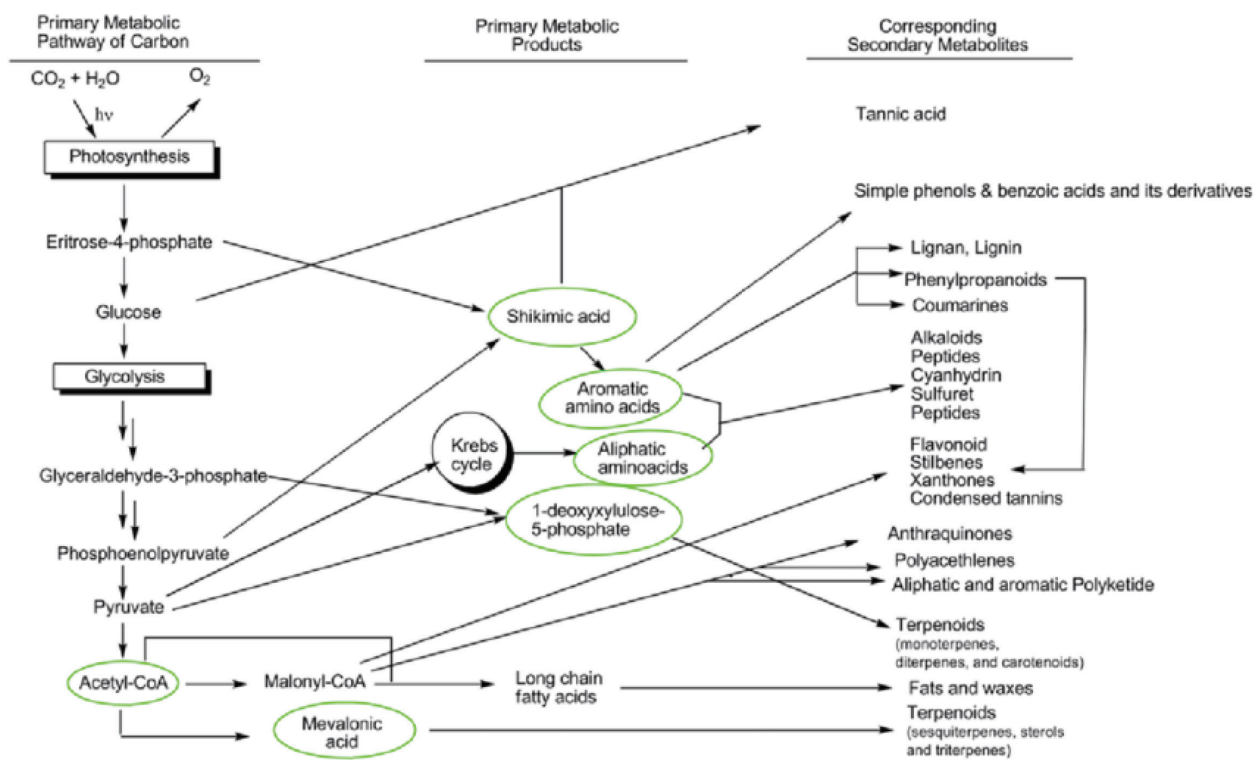 Primary Metabolic
Pathway of Carbon
Primary Metabolic
Products
Corresponding
Secondary Metabolites
CO₂ + H₂O
O₂
hν
Photosynthesis
Eritrose-4-phosphate
Glucose
Glycolysis
Glyceraldehyde-3-phosphate
Phosphoenolpyruvate
Pyruvate
Acetyl-CoA
Malonyl-CoA
Mevalonic
acid
Long chain
fatty acids
Shikimic acid
Aromatic
amino acids
Krebs
cycle
Aliphatic
aminoacids
1-deoxyxylulose-
5-phosphate
Tannic acid
Simple phenols & benzoic acids and its derivatives
Lignan, Lignin
Phenylpropanoids
Coumarines
Alkaloids
Peptides
Cyanhydrin
Sulfuret
Peptides
Flavonoid
Stilbenes
Xanthones
Condensed tannins
Anthraquinones
Polyacethlenes
Aliphatic and aromatic Polyketide
Terpenoids
(monoterpenes,
diterpenes, and carotenoids)
Fats and waxes
Terpenoids
(sesquiterpenes, sterols
and triterpenes)